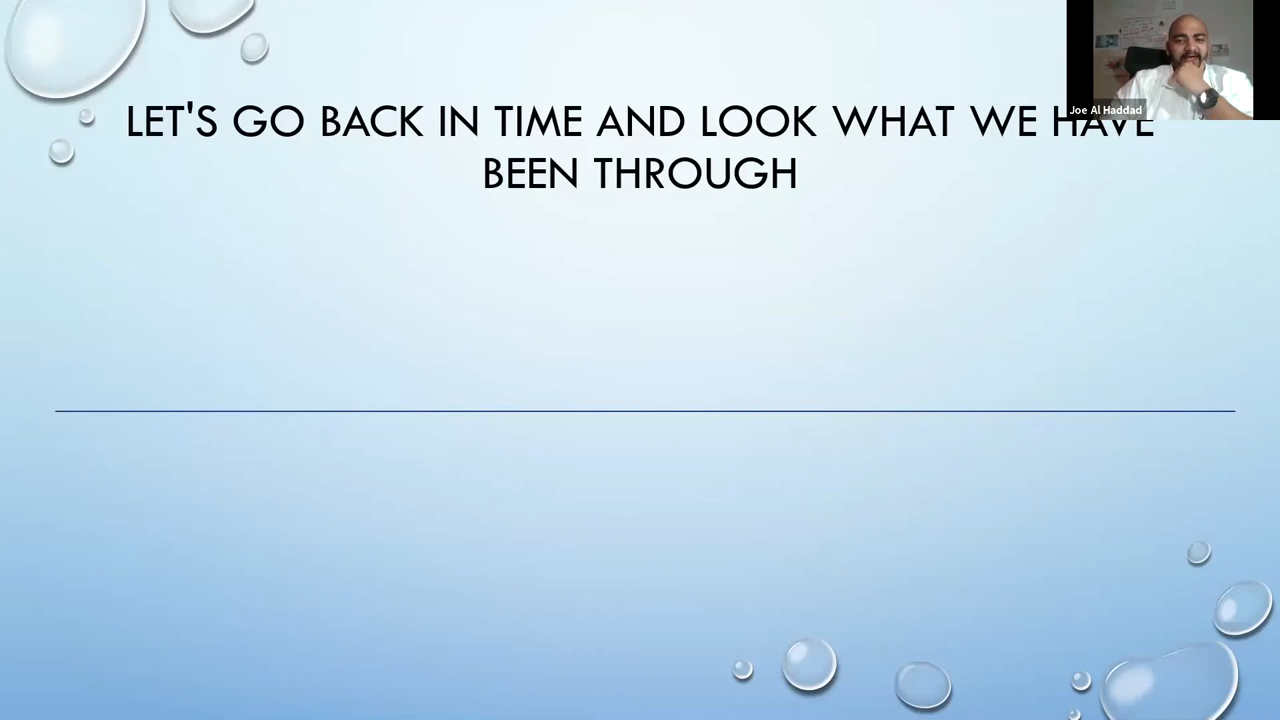 LET'S GO BACK IN TIME AND LOOK WHAT WE HAVE
BEEN THROUGH
Joe Al Haddad